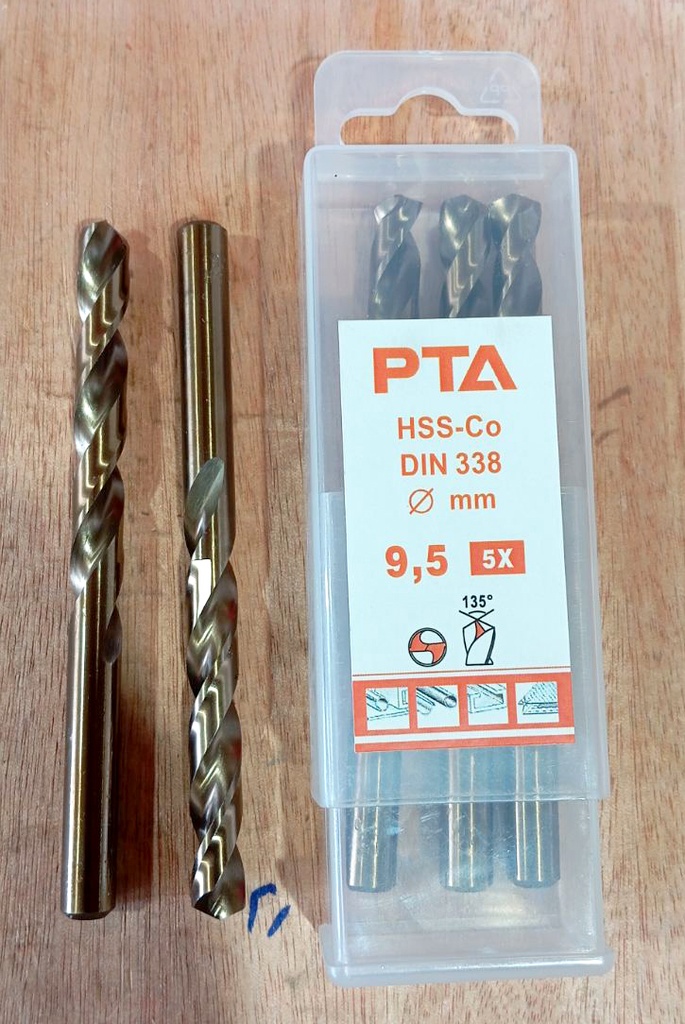 PTA
HSS-Co
DIN 338
Ø mm
9,5 5X
135°